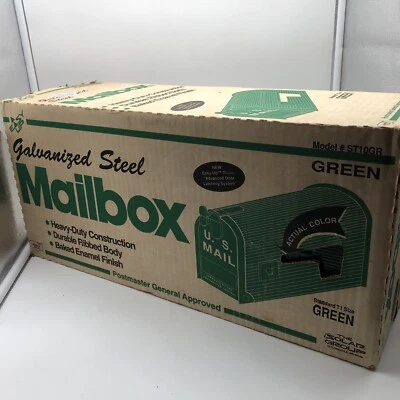 Galvanized Steel
Mailbox
• Heavy-Duty Construction
• Durable Ribbed Body
• Baked Enamel Finish
Postmaster General Approved
Model # ST10GR
GREEN
U.S.
MAIL
ACTUAL COLOR
Standard T1 Size
GREEN
THE
SOLAR
GROUP